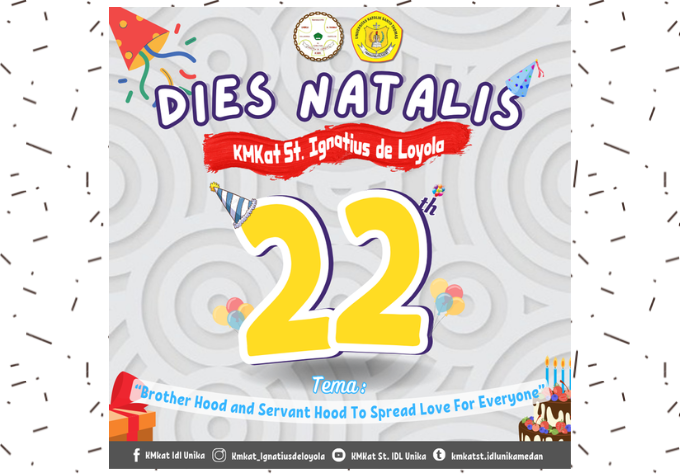 DIES NATALIS
KMKat St. Ignatius de Loyola
22th
Tema :
"Brother Hood and Servant Hood To Spread Love For Everyone"
KMkat Idl Unika
Kmkat_Ignatiusdeloyola
KMKat St. IDL Unika
kmkatst.idlunikamedan